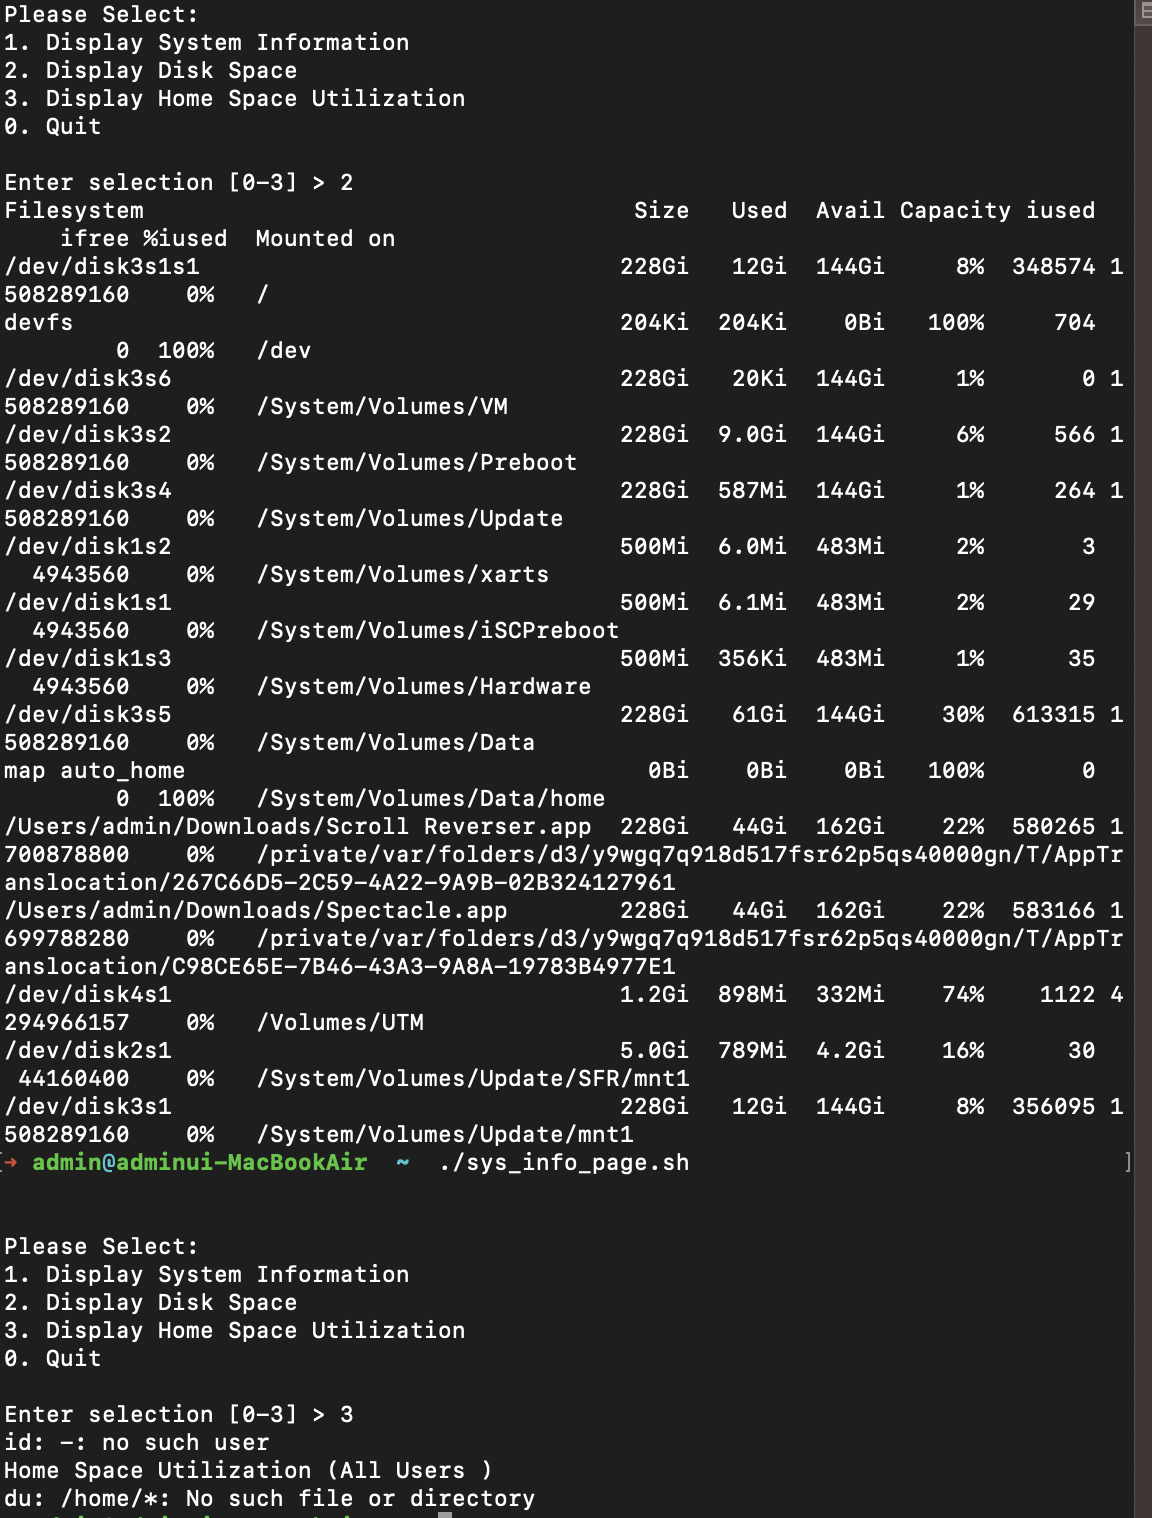 Please Select:
1. Display System Information
2. Display Disk Space
3. Display Home Space Utilization
0. Quit
Enter selection [0-3] > 2
Filesystem                                   Size   Used  Avail Capacity iused
    ifree %iused  Mounted on
/dev/disk3s1s1                              228Gi   12Gi  144Gi     8%  348574 1
508289160    0%   /
devfs                                       204Ki  204Ki    0Bi   100%     704
        0  100%   /dev
/dev/disk3s6                                228Gi   20Ki  144Gi     1%       0 1
508289160    0%   /System/Volumes/VM
/dev/disk3s2                                228Gi  9.0Gi  144Gi     6%     566 1
508289160    0%   /System/Volumes/Preboot
/dev/disk3s4                                228Gi  587Mi  144Gi     1%     264 1
508289160    0%   /System/Volumes/Update
/dev/disk1s2                                500Mi  6.0Mi  483Mi     2%       3
  4943560    0%   /System/Volumes/xarts
/dev/disk1s1                                500Mi  6.1Mi  483Mi     2%      29
  4943560    0%   /System/Volumes/iSCPreboot
/dev/disk1s3                                500Mi  356Ki  483Mi     1%      35
  4943560    0%   /System/Volumes/Hardware
/dev/disk3s5                                228Gi   61Gi  144Gi    30%  613315 1
508289160    0%   /System/Volumes/Data
map auto_home                                 0Bi    0Bi    0Bi   100%       0
        0  100%   /System/Volumes/Data/home
/Users/admin/Downloads/Scroll Reverser.app  228Gi   44Gi  162Gi    22%  580265 1
700878800    0%   /private/var/folders/d3/y9wgq7q918d517fsr62p5qs40000gn/T/AppTr
anslocation/267C66D5-2C59-4A22-9A9B-02B324127961
/Users/admin/Downloads/Spectacle.app        228Gi   44Gi  162Gi    22%  583166 1
699788280    0%   /private/var/folders/d3/y9wgq7q918d517fsr62p5qs40000gn/T/AppTr
anslocation/C98CE65E-7B46-43A3-9A8A-19783B4977E1
/dev/disk4s1                                1.2Gi  898Mi  332Mi    74%    1122 4
294966157    0%   /Volumes/UTM
/dev/disk2s1                                5.0Gi  789Mi  4.2Gi    16%      30
 44160400    0%   /System/Volumes/Update/SFR/mnt1
/dev/disk3s1                                228Gi   12Gi  144Gi     8%  356095 1
508289160    0%   /System/Volumes/Update/mnt1
[➜ admin@adminui-MacBookAir  ~  ./sys_info_page.sh                               ]
Please Select:
1. Display System Information
2. Display Disk Space
3. Display Home Space Utilization
0. Quit
Enter selection [0-3] > 3
id: –: no such user
Home Space Utilization (All Users )
du: /home/*: No such file or directory